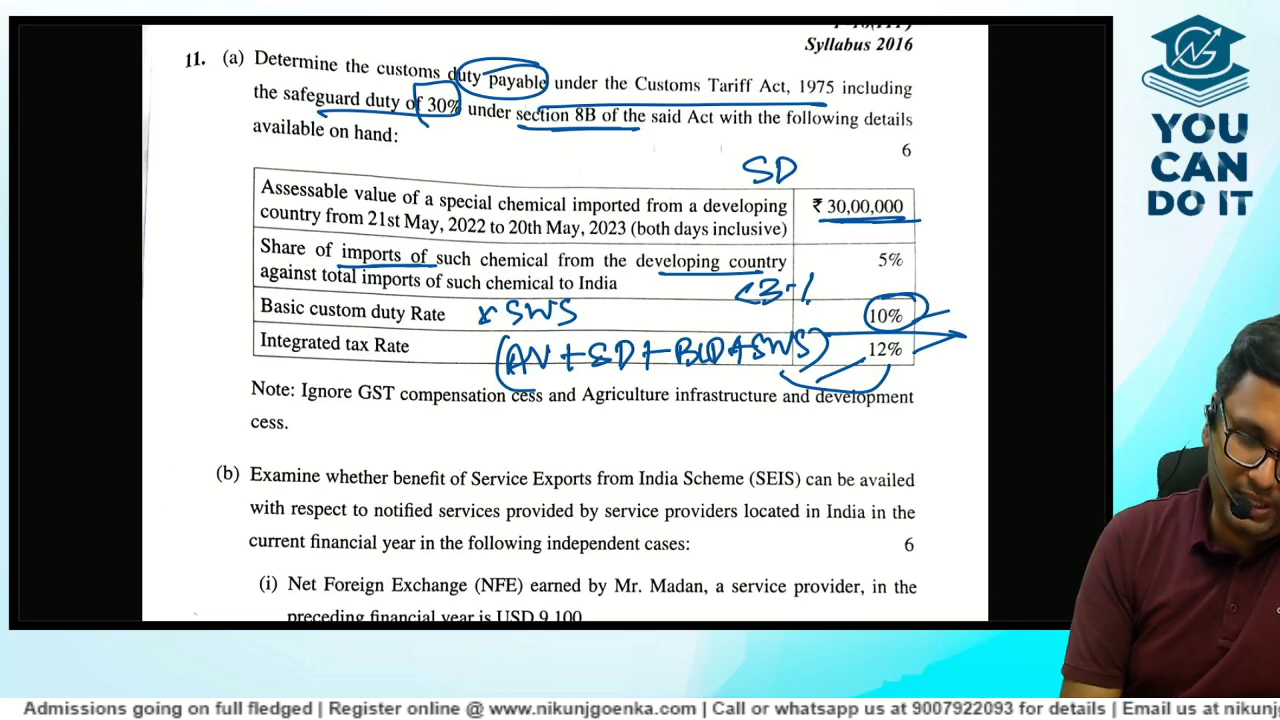 Syllabus 2016
11. (a) Determine the customs duty payable under the Customs Tariff Act, 1975 including
the safeguard duty of 30% under section 8B of the said Act with the following details
available on hand:
6
SD
Assessable value of a special chemical imported from a developing
country from 21st May, 2022 to 20th May, 2023 (both days inclusive)
₹ 30,00,000
Share of imports of such chemical from the developing country
against total imports of such chemical to India
5%
<3%
Basic custom duty Rate
x SWS
10%
Integrated tax Rate
(AV + SD + BCD + SWS)
12%
Note: Ignore GST compensation cess and Agriculture infrastructure and development
cess.
(b) Examine whether benefit of Service Exports from India Scheme (SEIS) can be availed
with respect to notified services provided by service providers located in India in the
current financial year in the following independent cases:
6
(i) Net Foreign Exchange (NFE) earned by Mr. Madan, a service provider, in the
preceding financial year is USD 9,100
YOU
CAN
DO IT
Admissions going on full fledged | Register online @ www.nikunjgoenka.com | Call or whatsapp us at 9007922093 for details | Email us at nikunj